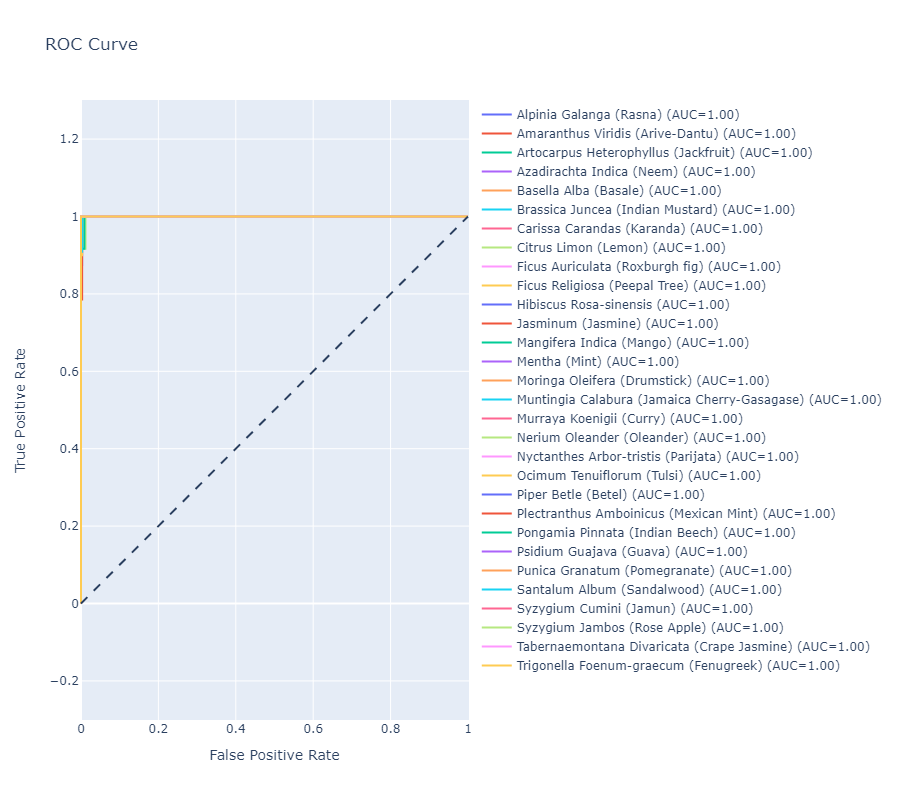 ROC Curve
1.2
1
0.8
0.6
0.4
0.2
0
−0.2
0
0.2
0.4
0.6
0.8
1
True Positive Rate
False Positive Rate
Alpinia Galanga (Rasna) (AUC=1.00)
Amaranthus Viridis (Arive-Dantu) (AUC=1.00)
Artocarpus Heterophyllus (Jackfruit) (AUC=1.00)
Azadirachta Indica (Neem) (AUC=1.00)
Basella Alba (Basale) (AUC=1.00)
Brassica Juncea (Indian Mustard) (AUC=1.00)
Carissa Carandas (Karanda) (AUC=1.00)
Citrus Limon (Lemon) (AUC=1.00)
Ficus Auriculata (Roxburgh fig) (AUC=1.00)
Ficus Religiosa (Peepal Tree) (AUC=1.00)
Hibiscus Rosa-sinensis (AUC=1.00)
Jasminum (Jasmine) (AUC=1.00)
Mangifera Indica (Mango) (AUC=1.00)
Mentha (Mint) (AUC=1.00)
Moringa Oleifera (Drumstick) (AUC=1.00)
Muntingia Calabura (Jamaica Cherry-Gasagase) (AUC=1.00)
Murraya Koenigii (Curry) (AUC=1.00)
Nerium Oleander (Oleander) (AUC=1.00)
Nyctanthes Arbor-tristis (Parijata) (AUC=1.00)
Ocimum Tenuiflorum (Tulsi) (AUC=1.00)
Piper Betle (Betel) (AUC=1.00)
Plectranthus Amboinicus (Mexican Mint) (AUC=1.00)
Pongamia Pinnata (Indian Beech) (AUC=1.00)
Psidium Guajava (Guava) (AUC=1.00)
Punica Granatum (Pomegranate) (AUC=1.00)
Santalum Album (Sandalwood) (AUC=1.00)
Syzygium Cumini (Jamun) (AUC=1.00)
Syzygium Jambos (Rose Apple) (AUC=1.00)
Tabernaemontana Divaricata (Crape Jasmine) (AUC=1.00)
Trigonella Foenum-graecum (Fenugreek) (AUC=1.00)